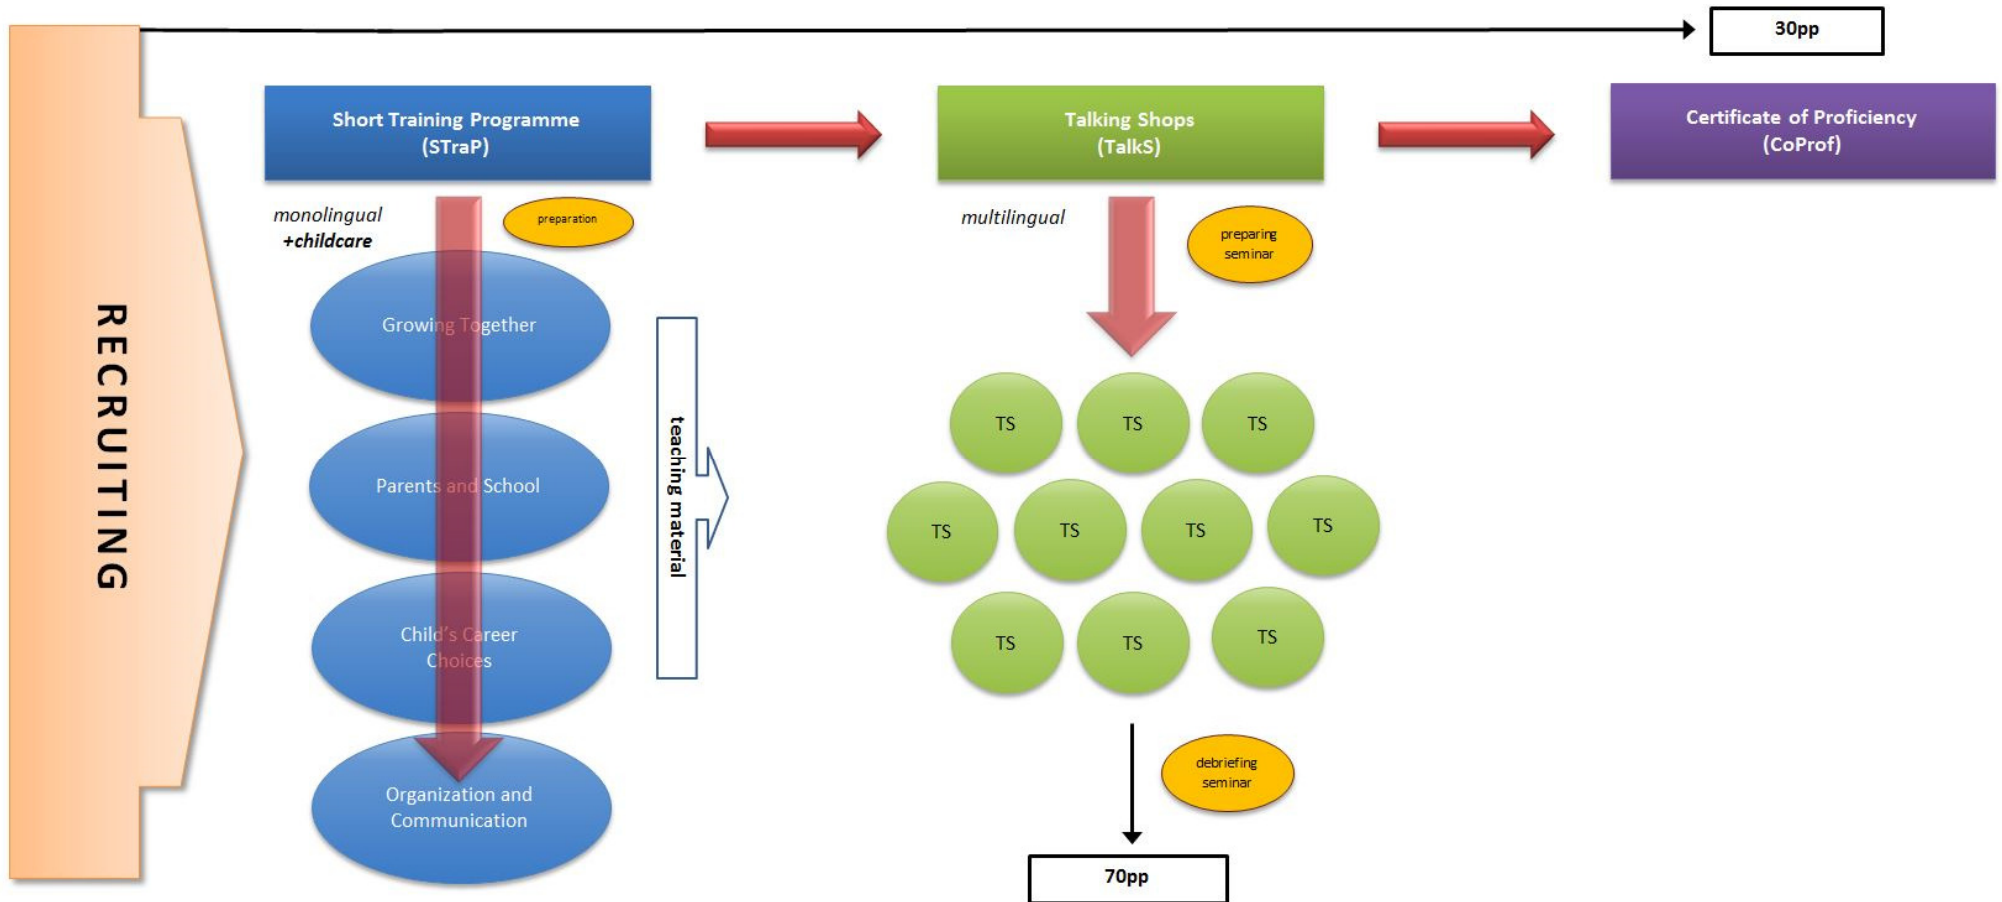 30pp
RECRUITING
Short Training Programme
(STraP)
Talking Shops
(TalkS)
Certificate of Proficiency
(CoProf)
monolingual
+childcare
preparation
multilingual
preparing
seminar
Growing Together
Parents and School
Child's Career
Choices
Organization and
Communication
teaching material
TS
TS
TS
TS
TS
TS
TS
TS
TS
TS
debriefing
seminar
70pp